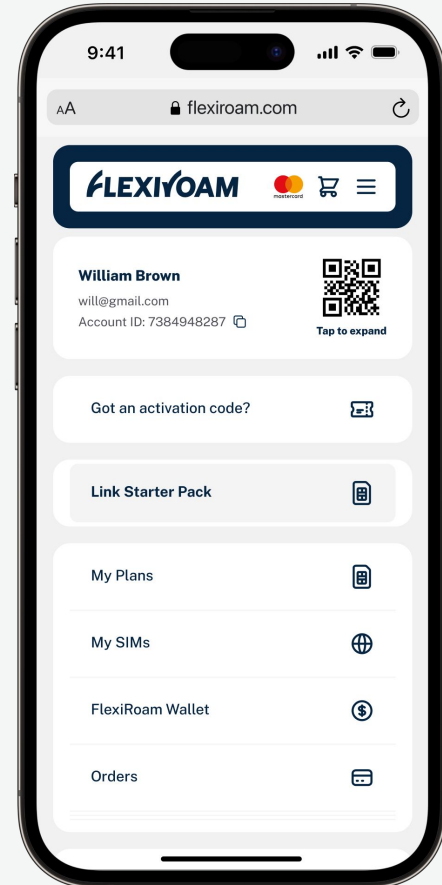 9:41
AA flexiroam.com
FLEXIROAM mastercard
William Brown
will@gmail.com
Account ID: 7384948287
Tap to expand
Got an activation code?
Link Starter Pack
My Plans
My SIMs
FlexiRoam Wallet
Orders